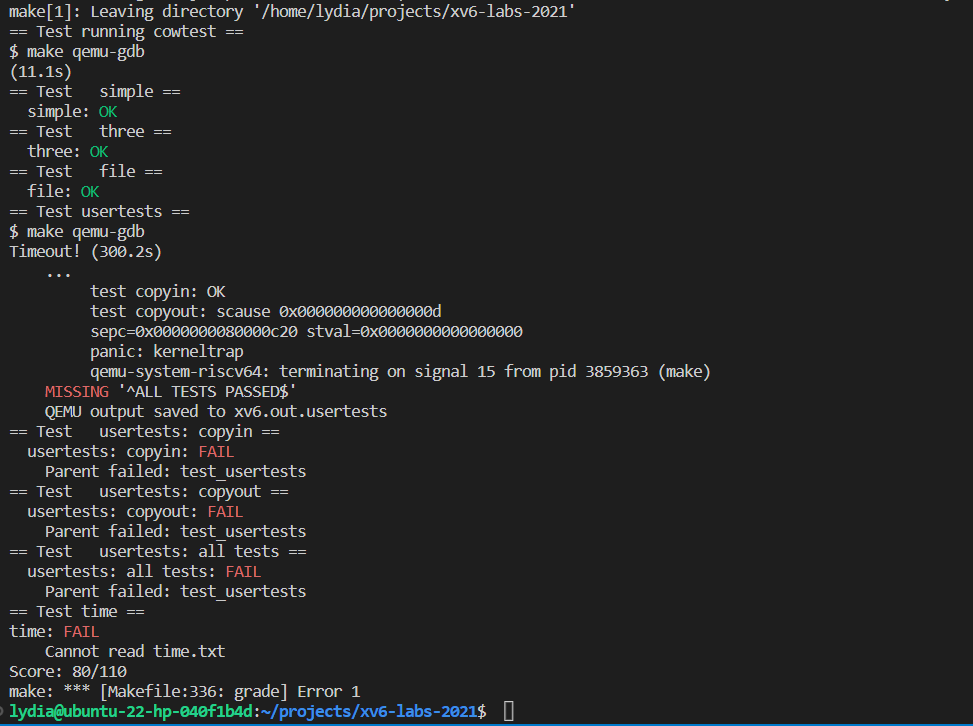 make[1]: Leaving directory '/home/lydia/projects/xv6-labs-2021'
== Test running cowtest ==
$ make qemu-gdb
(11.1s)
== Test   simple ==
  simple: OK
== Test   three ==
  three: OK
== Test   file ==
  file: OK
== Test usertests ==
$ make qemu-gdb
Timeout! (300.2s)
    ...
         test copyin: OK
         test copyout: scause 0x000000000000000d
         sepc=0x0000000080000c20 stval=0x0000000000000000
         panic: kerneltrap
         qemu-system-riscv64: terminating on signal 15 from pid 3859363 (make)
    MISSING '^ALL TESTS PASSED$'
    QEMU output saved to xv6.out.usertests
== Test   usertests: copyin ==
  usertests: copyin: FAIL
    Parent failed: test_usertests
== Test   usertests: copyout ==
  usertests: copyout: FAIL
    Parent failed: test_usertests
== Test   usertests: all tests ==
  usertests: all tests: FAIL
    Parent failed: test_usertests
== Test time ==
time: FAIL
    Cannot read time.txt
Score: 80/110
make: *** [Makefile:336: grade] Error 1
lydia@ubuntu-22-hp-040f1b4d:~/projects/xv6-labs-2021$